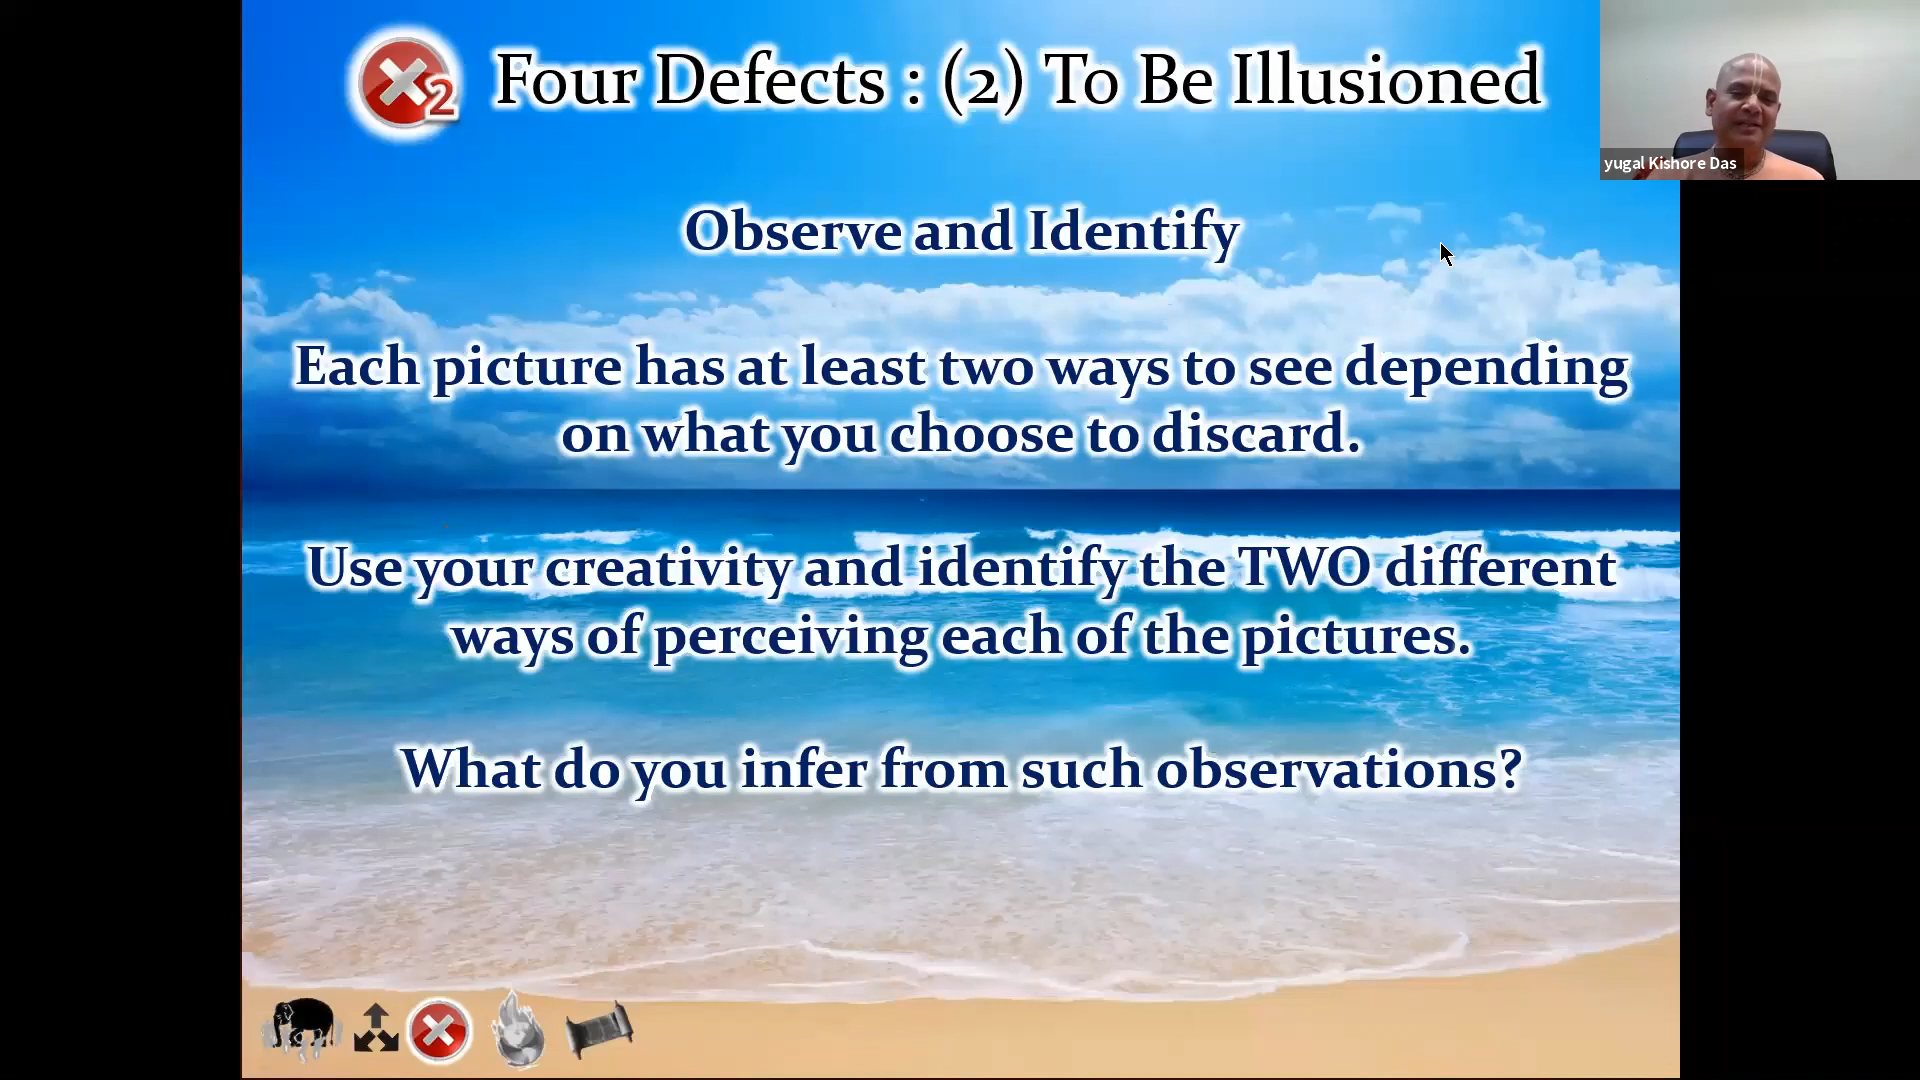 2
Four Defects : (2) To Be Illusioned
yugal Kishore Das
Observe and Identify
Each picture has at least two ways to see depending
on what you choose to discard.
Use your creativity and identify the TWO different
ways of perceiving each of the pictures.
What do you infer from such observations?